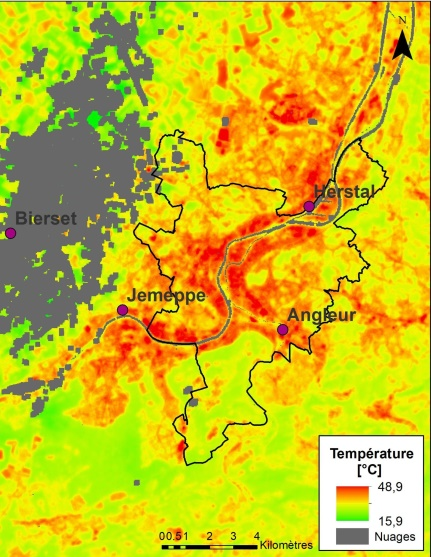 N
Herstal
Bierset
Jemeppe
Angleur
Température
[°C]
48,9
15,9
Nuages
0 0.5 1 2 3 4
Kilomètres